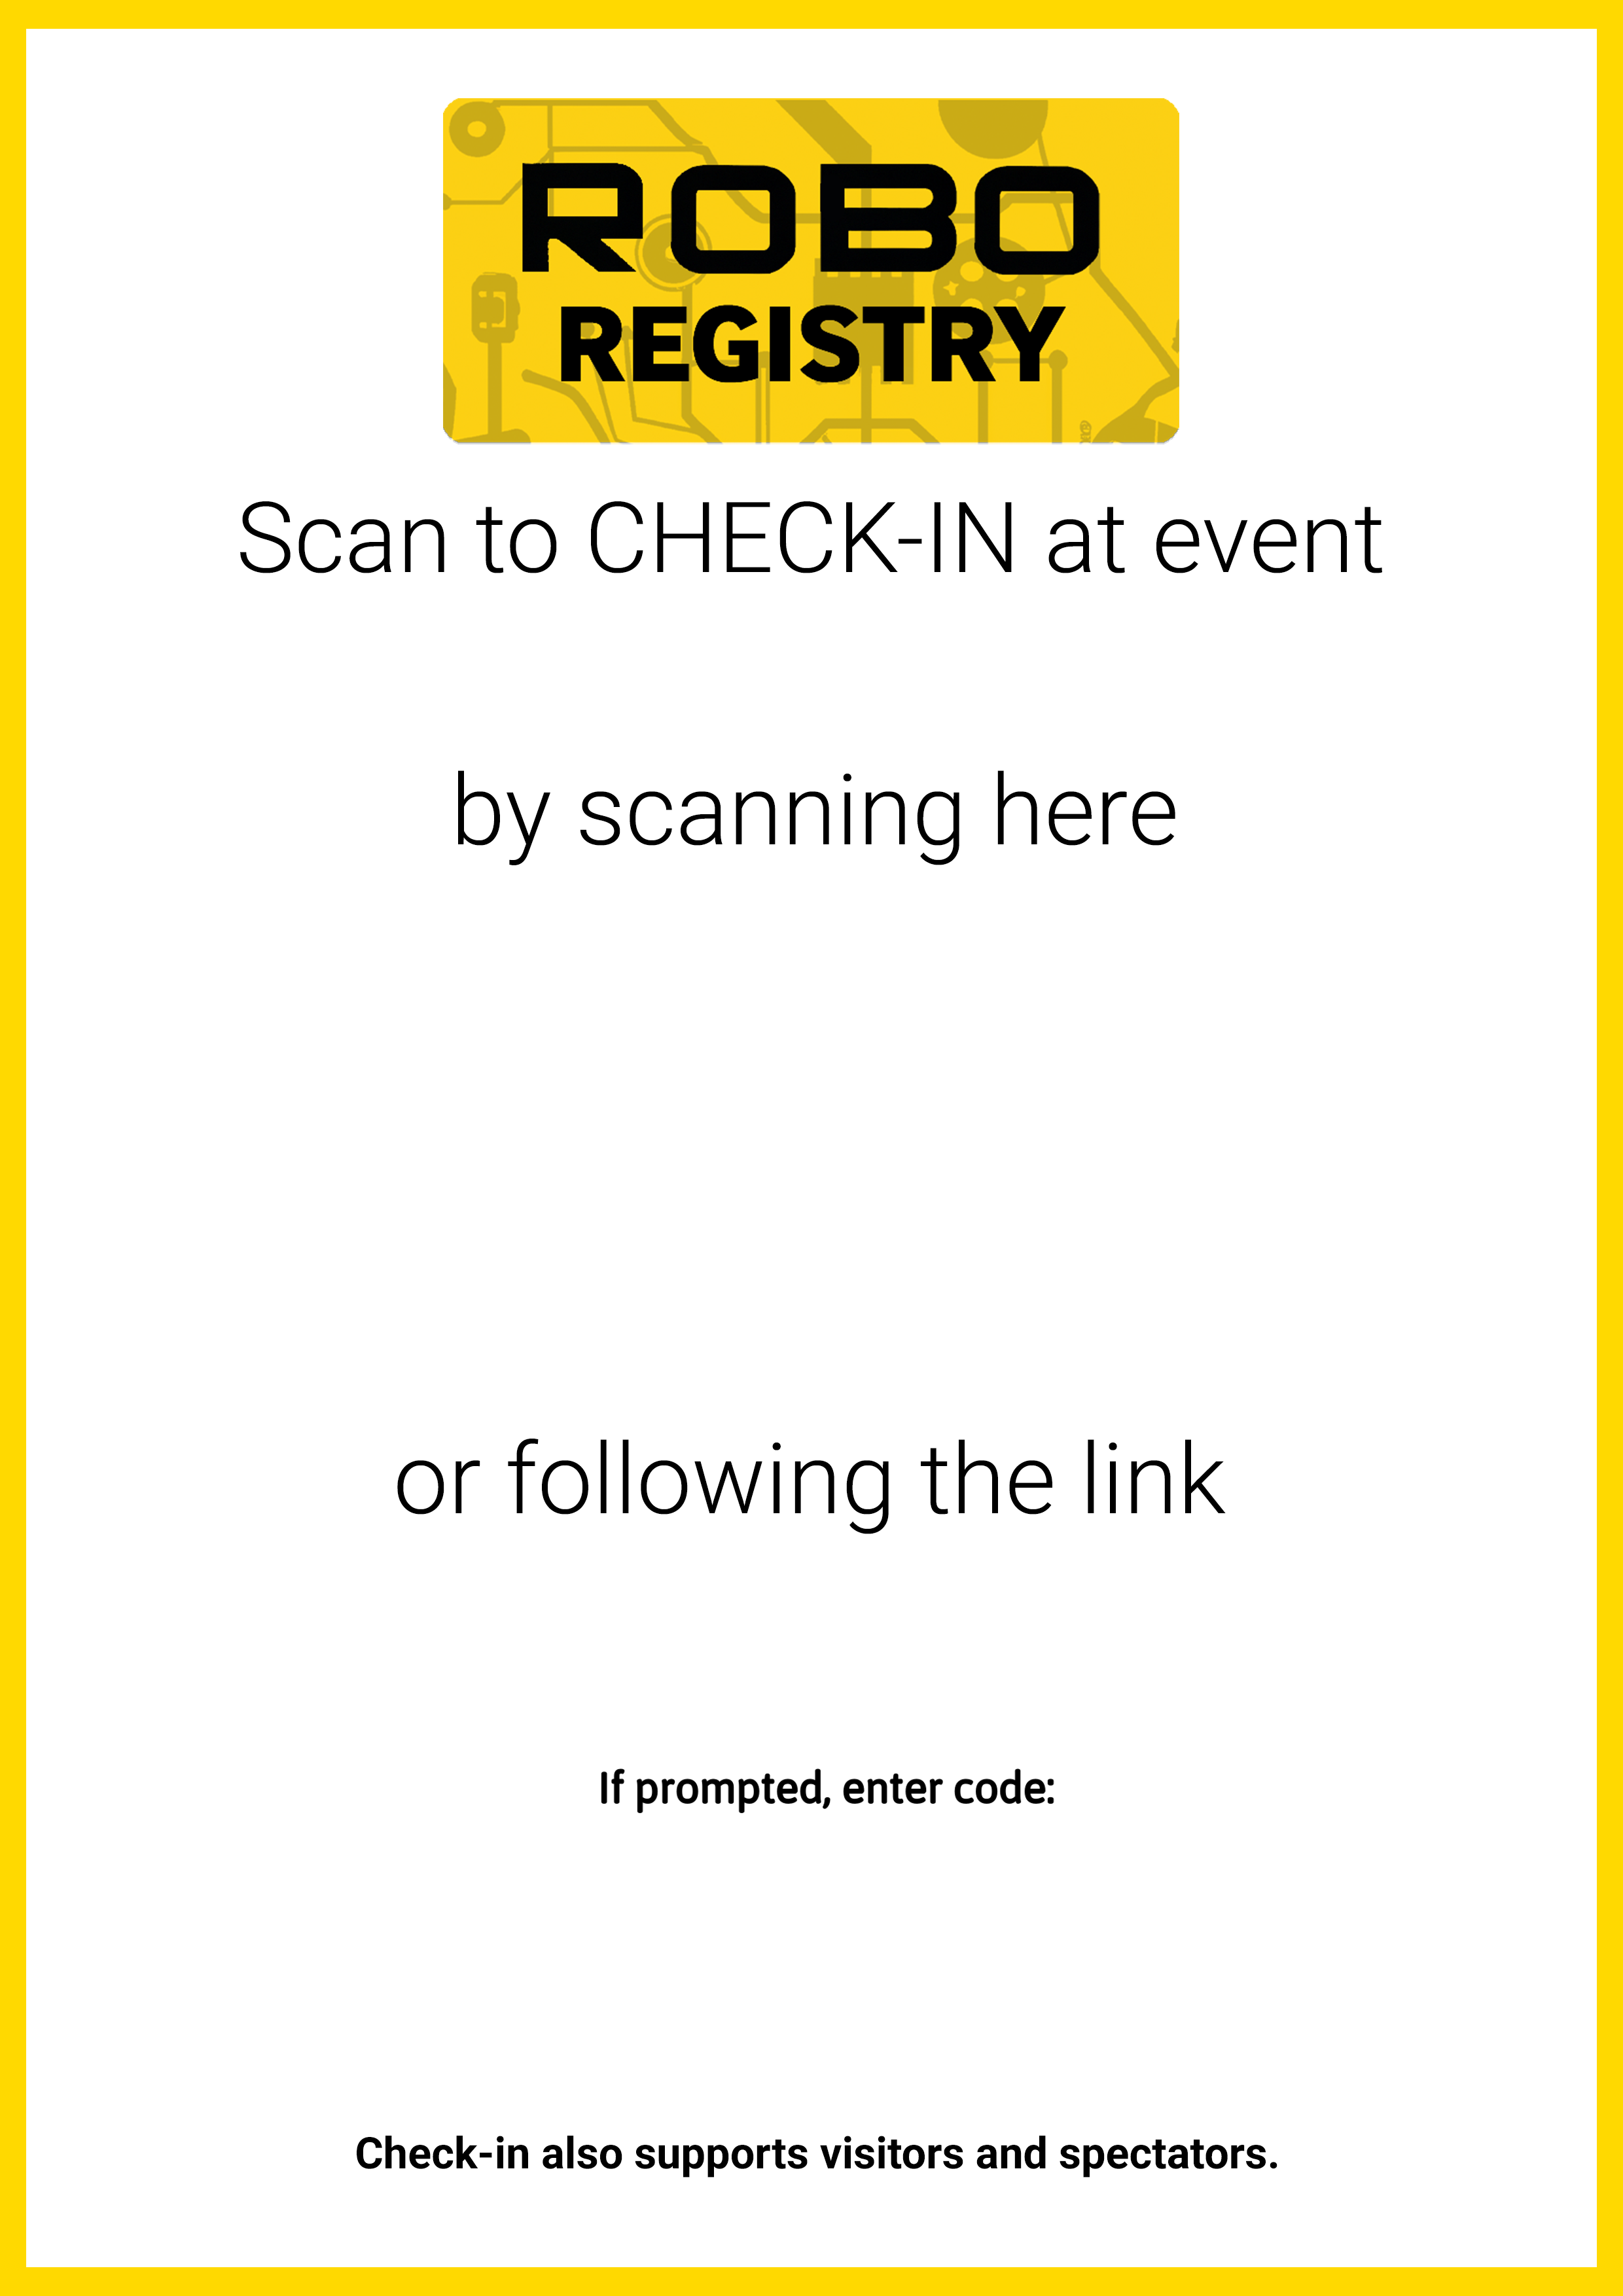 ROBO
REGISTRY
Scan to CHECK-IN at event
by scanning here
or following the link
If prompted, enter code:
Check-in also supports visitors and spectators.